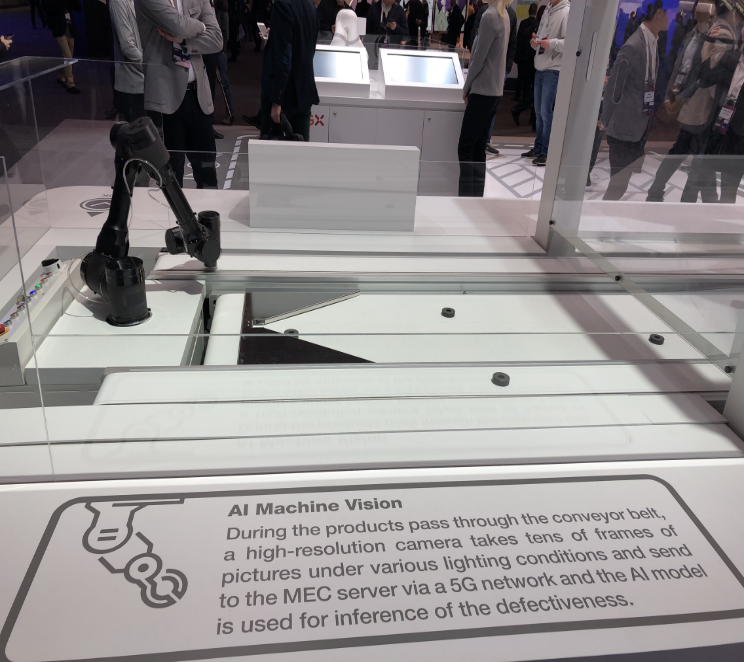 AI Machine Vision
During the products pass through the conveyor belt,
a high-resolution camera takes tens of frames of
pictures under various lighting conditions and send
to the MEC server via a 5G network and the AI model
is used for inference of the defectiveness.